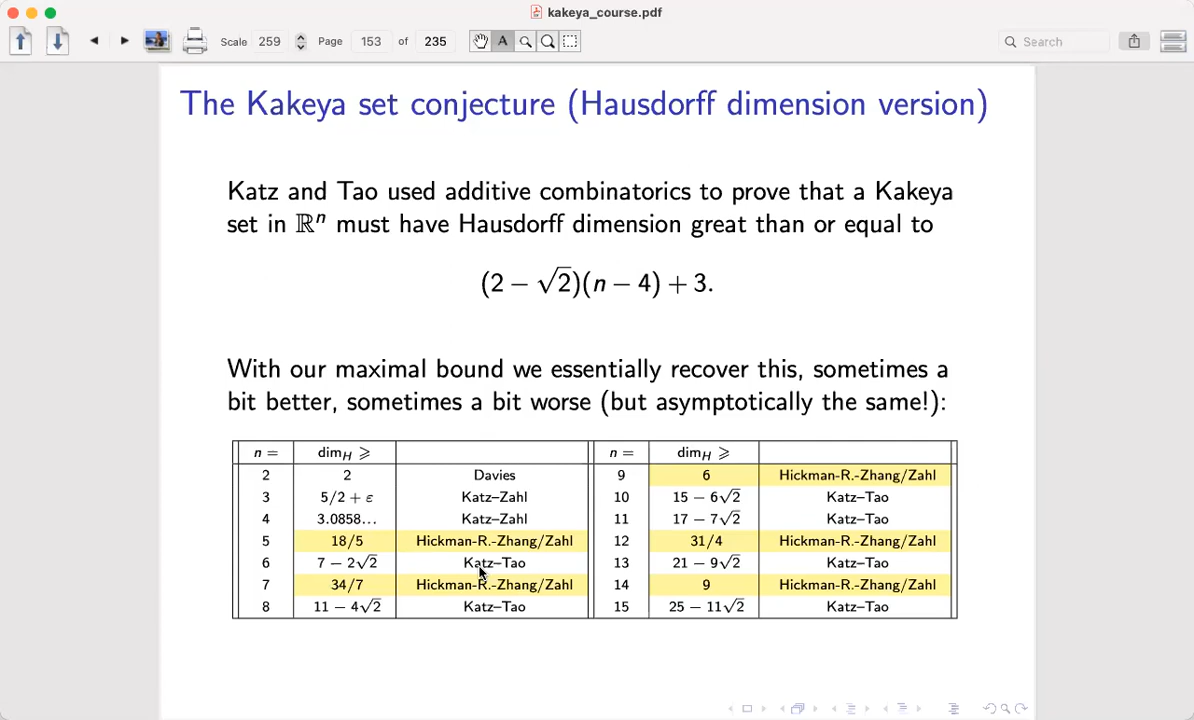 kakeya_course.pdf
Scale 259 Page 153 of 235 A Search
The Kakeya set conjecture (Hausdorff dimension version)
Katz and Tao used additive combinatorics to prove that a Kakeya
set in ℝⁿ must have Hausdorff dimension great than or equal to
(2 − √2)(n − 4) + 3.
With our maximal bound we essentially recover this, sometimes a
bit better, sometimes a bit worse (but asymptotically the same!):
n = dim_H ⩾ n = dim_H ⩾
2 2 Davies 9 6 Hickman-R.-Zhang/Zahl
3 5/2 + ε Katz–Zahl 10 15 − 6√2 Katz–Tao
4 3.0858... Katz–Zahl 11 17 − 7√2 Katz–Tao
5 18/5 Hickman-R.-Zhang/Zahl 12 31/4 Hickman-R.-Zhang/Zahl
6 7 − 2√2 Katz–Tao 13 21 − 9√2 Katz–Tao
7 34/7 Hickman-R.-Zhang/Zahl 14 9 Hickman-R.-Zhang/Zahl
8 11 − 4√2 Katz–Tao 15 25 − 11√2 Katz–Tao